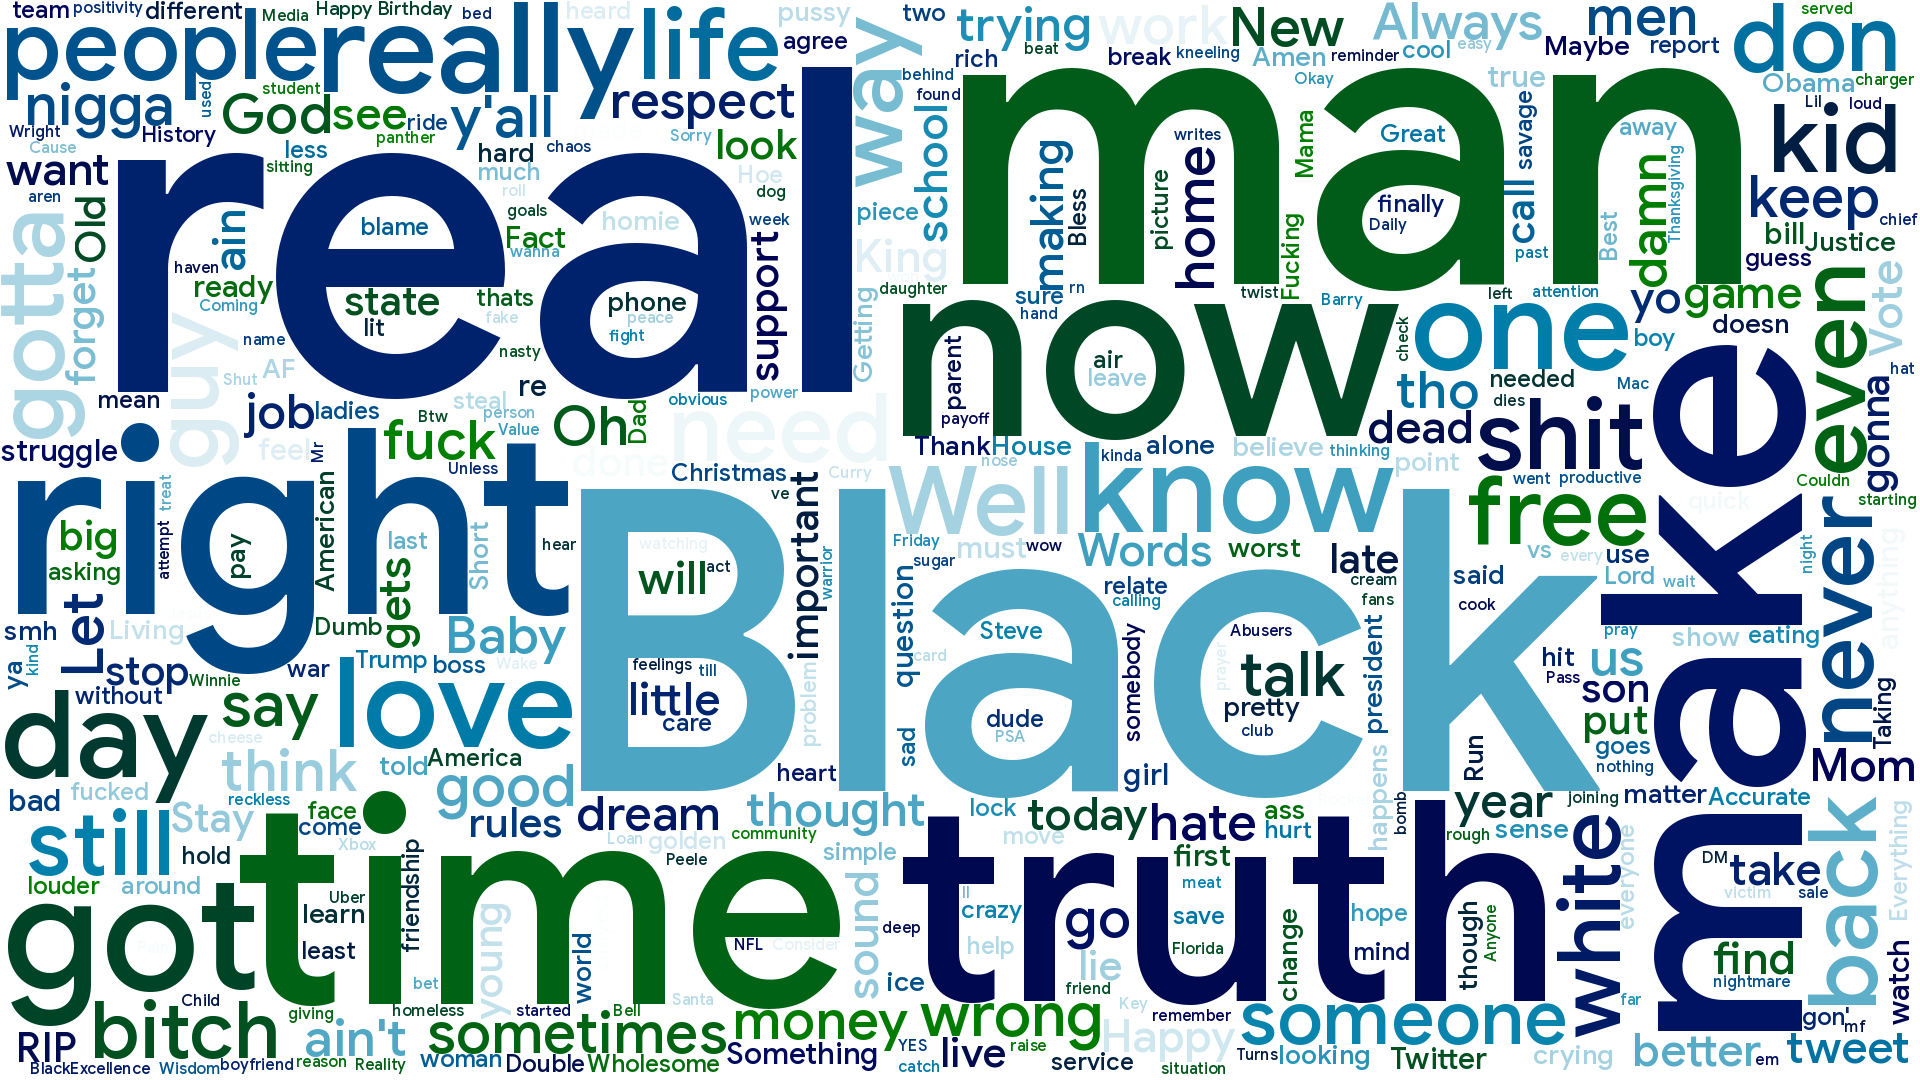 team positivity different Media Happy Birthday bed heard pussy two trying work New Always men served
people really life agree rich beat break kneeling Amen reminder cool easy Maybe report don
nigga used student God see ride y'all respect way behind found Okay true Obama charger
Wright Cause History panther less sitting hard chaos Sorry look school making writes Great savage away Lil loud kid
want aren real much roll Hoe dog man Mama call damn Thanksgiving keep chief
gotta Old ain blame goals homie week piece Bless picture home finally Daily Best bill Justice
forget haven ready Coming state Fact wanna support King daughter Fucking past guess
guy lit thats phone peace fake fight Getting sure rn hand twist Barry left attention yo game even Vote
name AF Shut nasty now air leave check one boy doesn hat
mean job ladies re steal person Value obvious power parent payoff tho needed dies Mac make gonna
struggle feel Mr Btw fuck Oh Dad need Thank House alone believe thinking dead shit
right Unless done Christmas Curry nose kinda point went productive Couldn starting
treat attempt American last Short hear ve important Well know free quick never anything
big asking pay gets watching will act warrior Friday sugar must wow Words worst late vs every use night
Let Black relate calling cream fans said cook Lord wait
smh Living Dumb Baby Steve Abusers pray show eating
ya kind stop Winnie war Trump boss Wake feelings till problem question card somebody prayer talk president hit Pass us son
without day say love little care dude PSA pretty club put goes nothing Taking
cheese think told America sad heart girl happens Run Mom
bad fucked reckless good thought lock today hate ass bomb year joining matter Accurate
still Stay face come Xbox rules dream community simple move hurt rough sense
hold Loan golden Peele first white everyone back Everything
louder around time truth meat DM take victim sale
got Uber learn least friendship young world NFL Consider sound ll crazy deep help save go lie Florida change hope mind though Anyone find nightmare watch
Child giving bet homeless started Bell Santa ice friend Key remember far gon' mf
RIP bitch ain't sometimes money wrong Happy someone
BlackExcellence Wisdom boyfriend reason Reality woman Double Wholesome Something YES catch live raise service situation Turns looking Twitter crying better em tweet